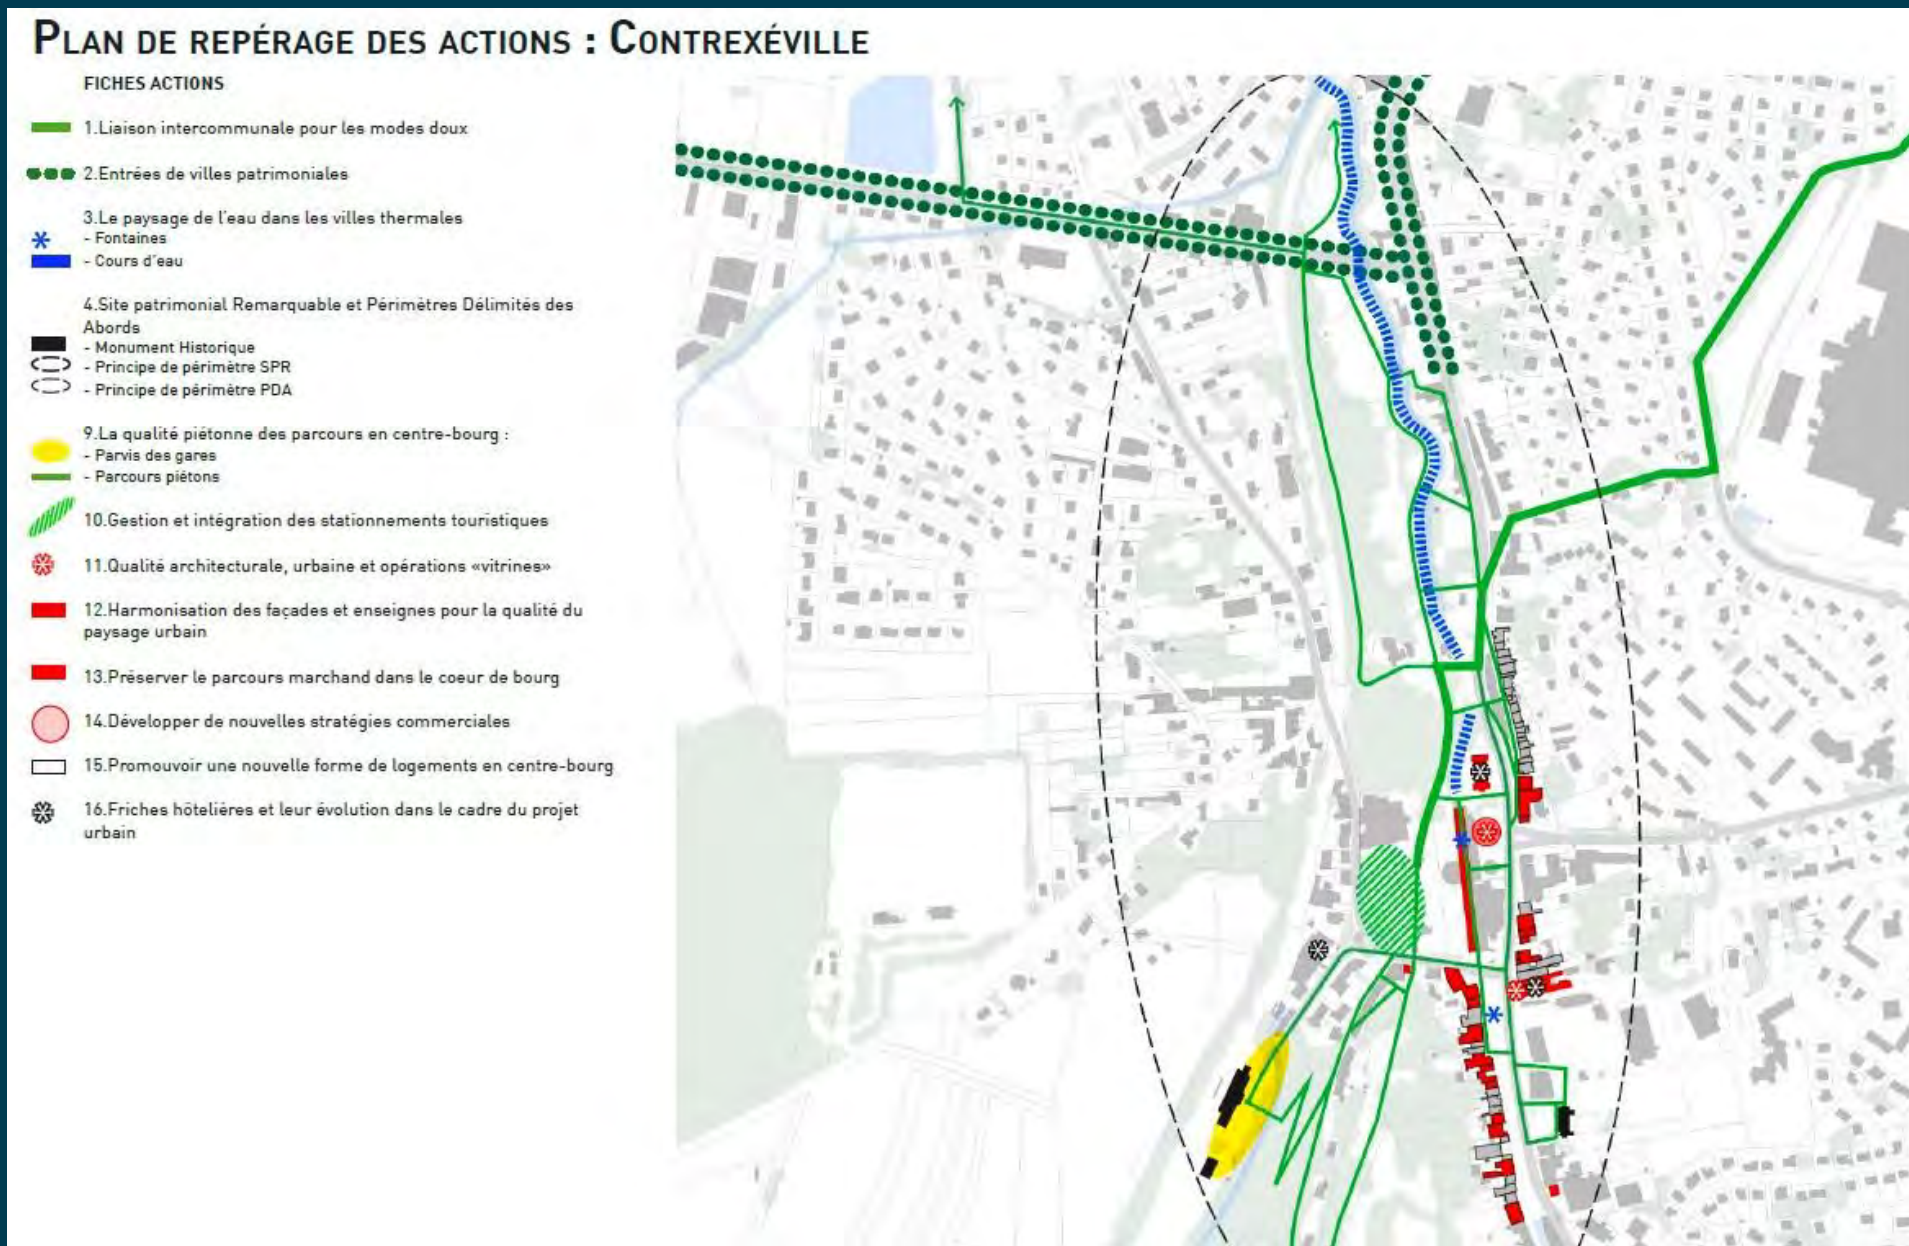 PLAN DE REPÉRAGE DES ACTIONS : CONTREXÉVILLE
FICHES ACTIONS
1.Liaison intercommunale pour les modes doux
2.Entrées de villes patrimoniales
3.Le paysage de l'eau dans les villes thermales
- Fontaines
- Cours d'eau
4.Site patrimonial Remarquable et Périmètres Délimités des
Abords
- Monument Historique
- Principe de périmètre SPR
- Principe de périmètre PDA
9.La qualité piétonne des parcours en centre-bourg :
- Parvis des gares
- Parcours piétons
10.Gestion et intégration des stationnements touristiques
11.Qualité architecturale, urbaine et opérations «vitrines»
12.Harmonisation des façades et enseignes pour la qualité du
paysage urbain
13.Préserver le parcours marchand dans le coeur de bourg
14.Développer de nouvelles stratégies commerciales
15.Promouvoir une nouvelle forme de logements en centre-bourg
16.Friches hôtelières et leur évolution dans le cadre du projet
urbain